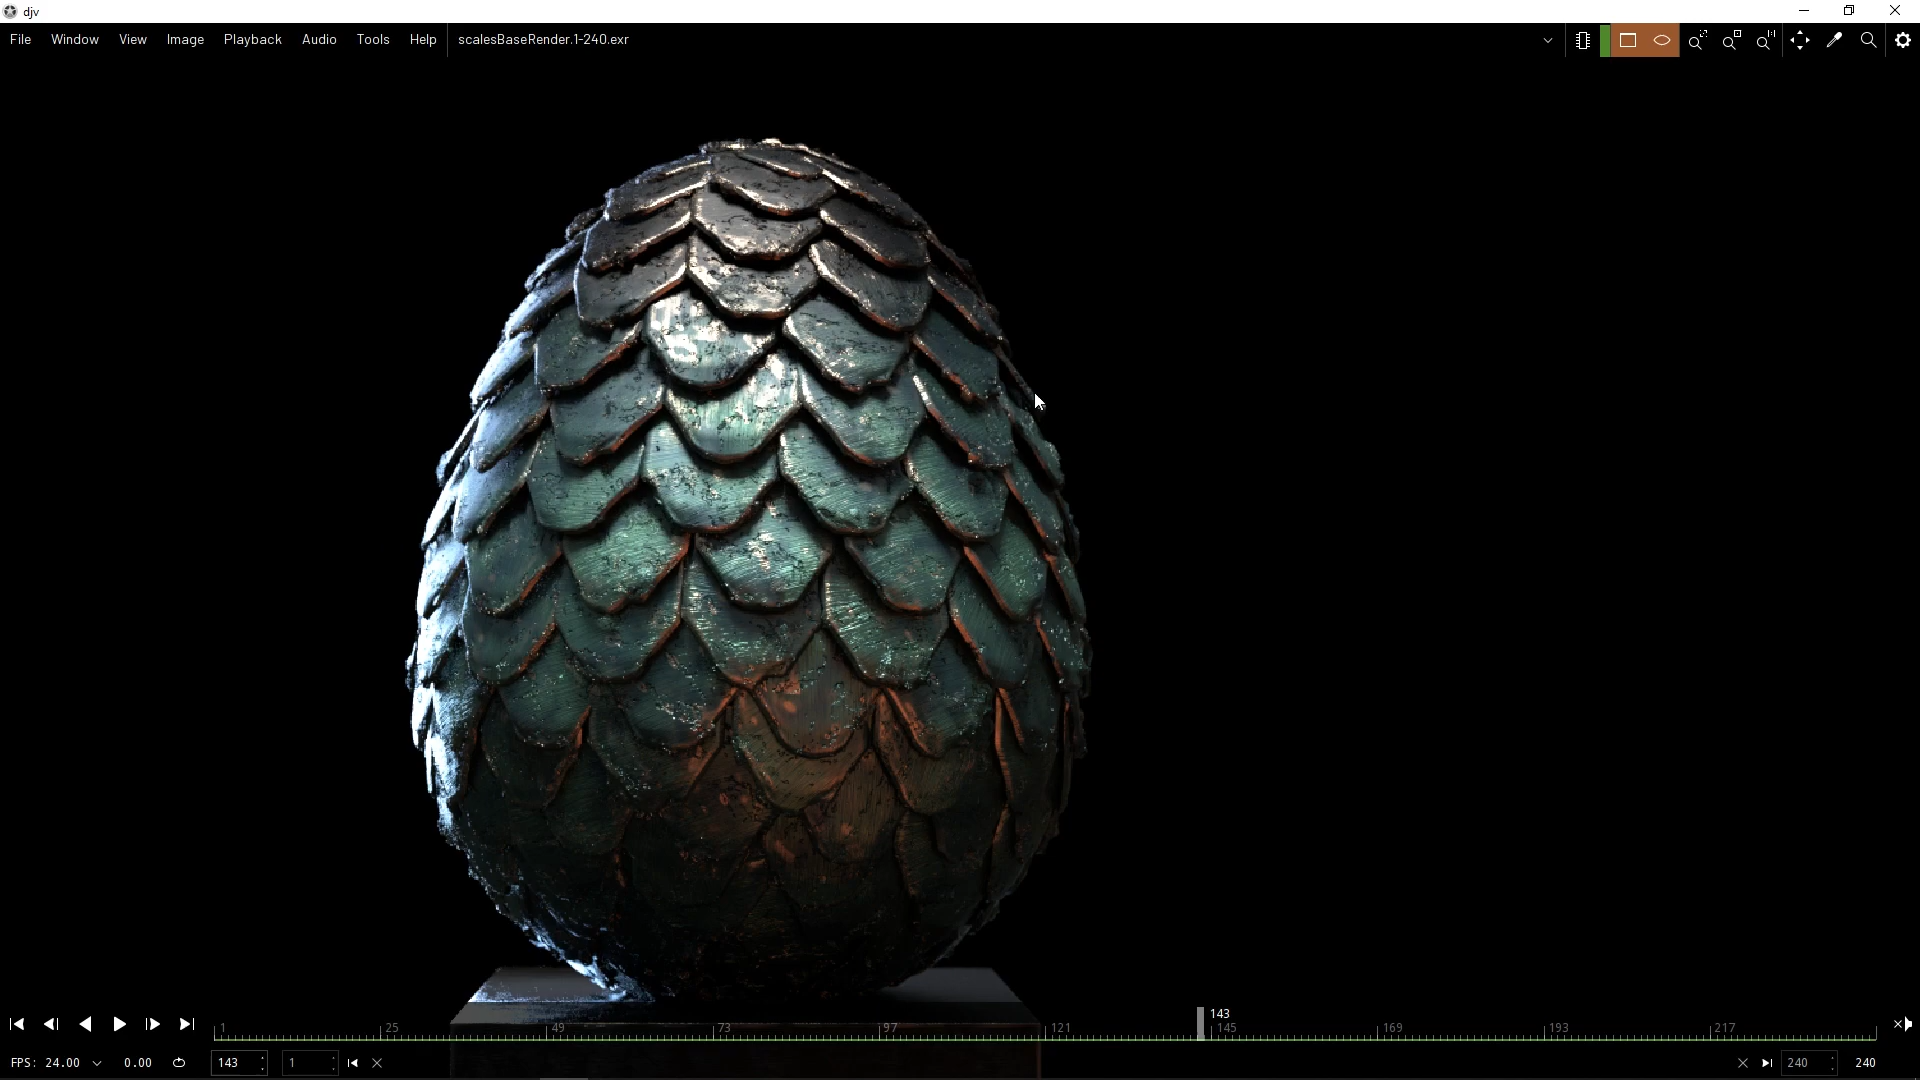 djv
File Window View Image Playback Audio Tools Help scalesBaseRender.1-240.exr
143
1 25 49 73 97 121 145 169 193 217
FPS: 24.00 0.00 143 1 240 240